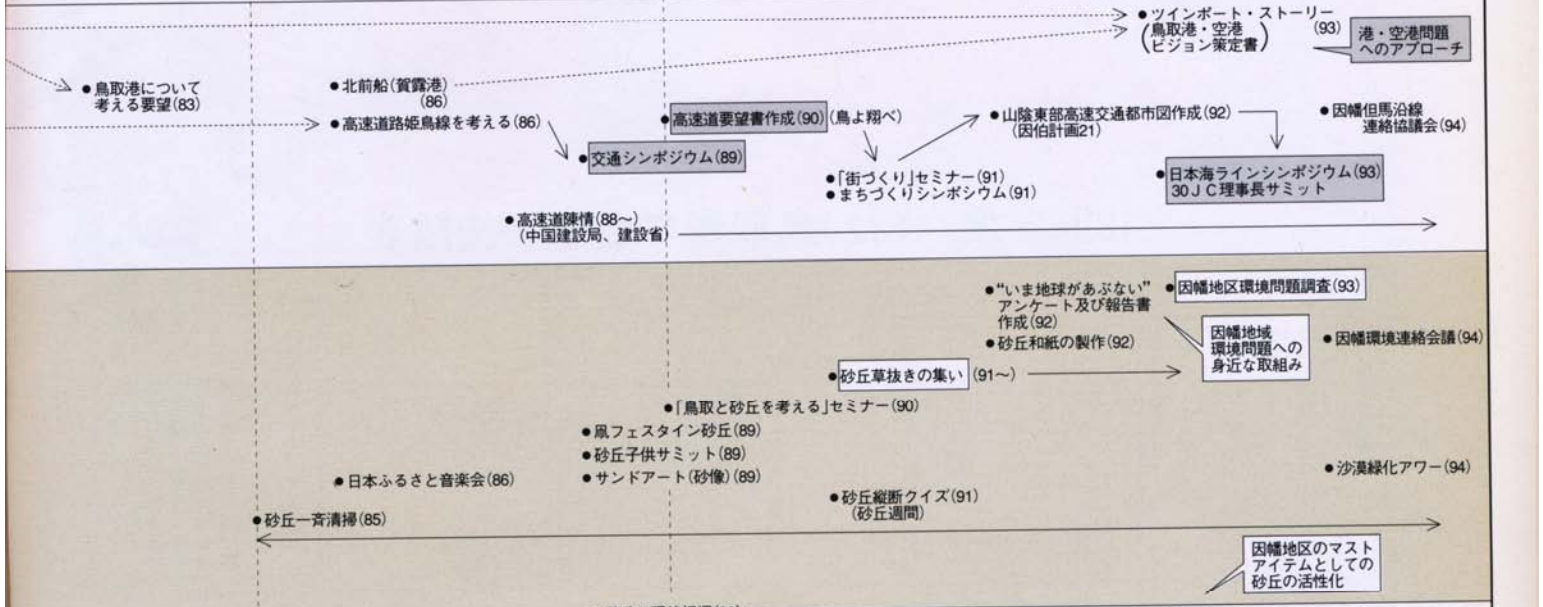 ●ツインポート・ストーリー
(鳥取港・空港
ビジョン策定書)
(93)
港・空港問題
へのアプローチ
●鳥取港について
考える要望(83)
●北前船(賀露港)
(86)
●高速道路姫鳥線を考える(86)
●交通シンポジウム(89)
●高速道要望書作成(90)(鳥よ翔べ)
●「街づくり」セミナー(91)
●まちづくりシンポシウム(91)
●山陰東部高速交通都市図作成(92)
(因伯計画21)
●日本海ラインシンポジウム(93)
30JC理事長サミット
●因幡但馬沿線
連絡協議会(94)
●高速道陳情(88～)
(中国建設局、建設省)
●“いま地球があぶない”
アンケート及び報告書
作成(92)
●砂丘和紙の製作(92)
●因幡地区環境問題調査(93)
因幡地域
環境問題への
身近な取組み
●因幡環境連絡会議(94)
●砂丘草抜きの集い(91～)
●「鳥取と砂丘を考える」セミナー(90)
●凧フェスタイン砂丘(89)
●砂丘子供サミット(89)
●サンドアート(砂像)(89)
●日本ふるさと音楽会(86)
●砂丘縦断クイズ(91)
(砂丘週間)
●沙漠緑化アワー(94)
●砂丘一斉清掃(85)
因幡地区のマスト
アイテムとしての
砂丘の活性化